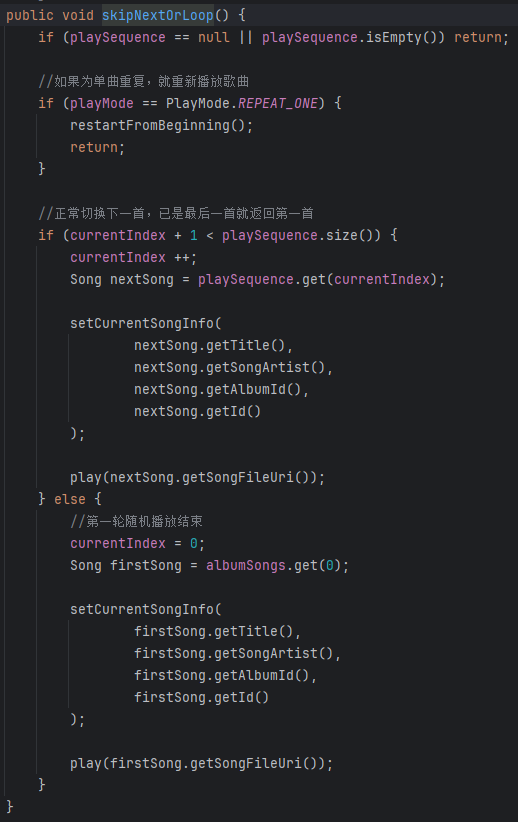 public void skipNextOrLoop() {
    if (playSequence == null || playSequence.isEmpty()) return;

    //如果为单曲重复，就重新播放歌曲
    if (playMode == PlayMode.REPEAT_ONE) {
        restartFromBeginning();
        return;
    }

    //正常切换下一首，已是最后一首就返回第一首
    if (currentIndex + 1 < playSequence.size()) {
        currentIndex ++;
        Song nextSong = playSequence.get(currentIndex);

        setCurrentSongInfo(
                nextSong.getTitle(),
                nextSong.getSongArtist(),
                nextSong.getAlbumId(),
                nextSong.getId()
        );

        play(nextSong.getSongFileUri());
    } else {
        //第一轮随机播放结束
        currentIndex = 0;
        Song firstSong = albumSongs.get(0);

        setCurrentSongInfo(
                firstSong.getTitle(),
                firstSong.getSongArtist(),
                firstSong.getAlbumId(),
                firstSong.getId()
        );

        play(firstSong.getSongFileUri());
    }
}